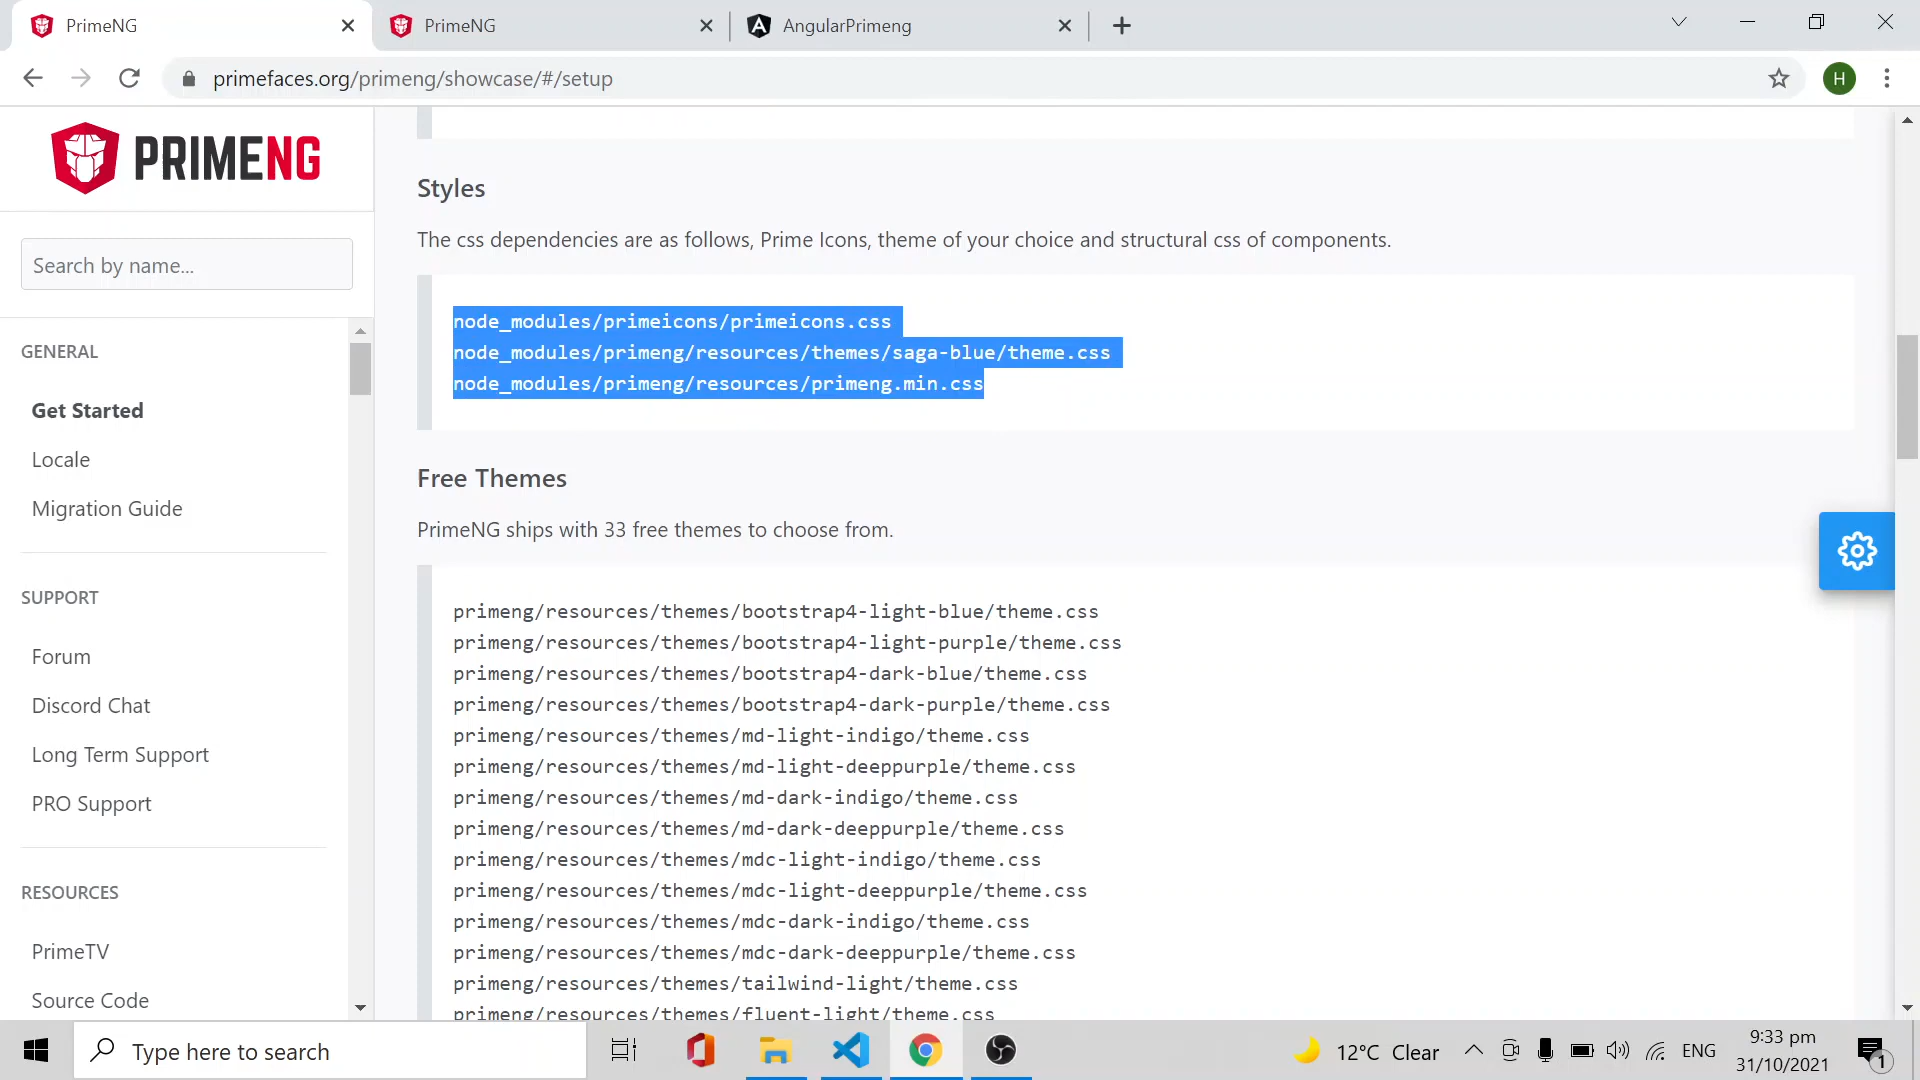 PrimeNG
PrimeNG
AngularPrimeng
primefaces.org/primeng/showcase/#/setup
H
PRIMENG
Search by name...
GENERAL
Get Started
Locale
Migration Guide
SUPPORT
Forum
Discord Chat
Long Term Support
PRO Support
RESOURCES
PrimeTV
Source Code
Styles
The css dependencies are as follows, Prime Icons, theme of your choice and structural css of components.
node_modules/primeicons/primeicons.css
node_modules/primeng/resources/themes/saga-blue/theme.css
node_modules/primeng/resources/primeng.min.css
Free Themes
PrimeNG ships with 33 free themes to choose from.
primeng/resources/themes/bootstrap4-light-blue/theme.css
primeng/resources/themes/bootstrap4-light-purple/theme.css
primeng/resources/themes/bootstrap4-dark-blue/theme.css
primeng/resources/themes/bootstrap4-dark-purple/theme.css
primeng/resources/themes/md-light-indigo/theme.css
primeng/resources/themes/md-light-deeppurple/theme.css
primeng/resources/themes/md-dark-indigo/theme.css
primeng/resources/themes/md-dark-deeppurple/theme.css
primeng/resources/themes/mdc-light-indigo/theme.css
primeng/resources/themes/mdc-light-deeppurple/theme.css
primeng/resources/themes/mdc-dark-indigo/theme.css
primeng/resources/themes/mdc-dark-deeppurple/theme.css
primeng/resources/themes/tailwind-light/theme.css
primeng/resources/themes/fluent-light/theme.css
Type here to search
12°C Clear
ENG
9:33 pm
31/10/2021
1